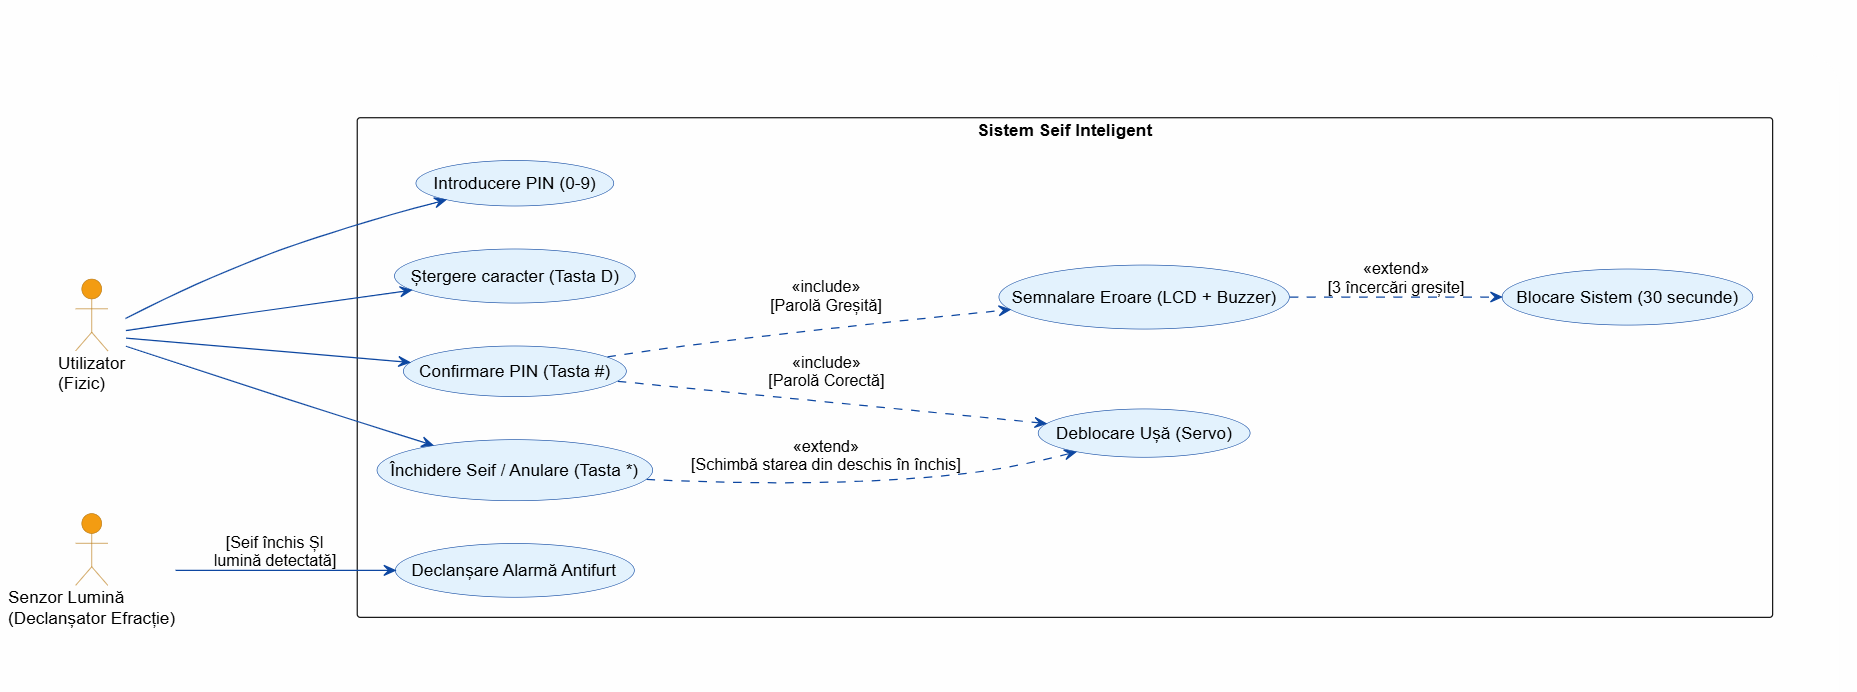 Sistem Seif Inteligent
Introducere PIN (0-9)
Ștergere caracter (Tasta D)
«include»
[Parolă Greșită]
Semnalare Eroare (LCD + Buzzer)
«extend»
[3 încercări greșite]
Blocare Sistem (30 secunde)
Utilizator
(Fizic)
Confirmare PIN (Tasta #)
«include»
[Parolă Corectă]
Deblocare Ușă (Servo)
Închidere Seif / Anulare (Tasta *)
«extend»
[Schimbă starea din deschis în închis]
Senzor Lumină
(Declanșator Efracție)
[Seif închis ȘI
lumină detectată]
Declanșare Alarmă Antifurt